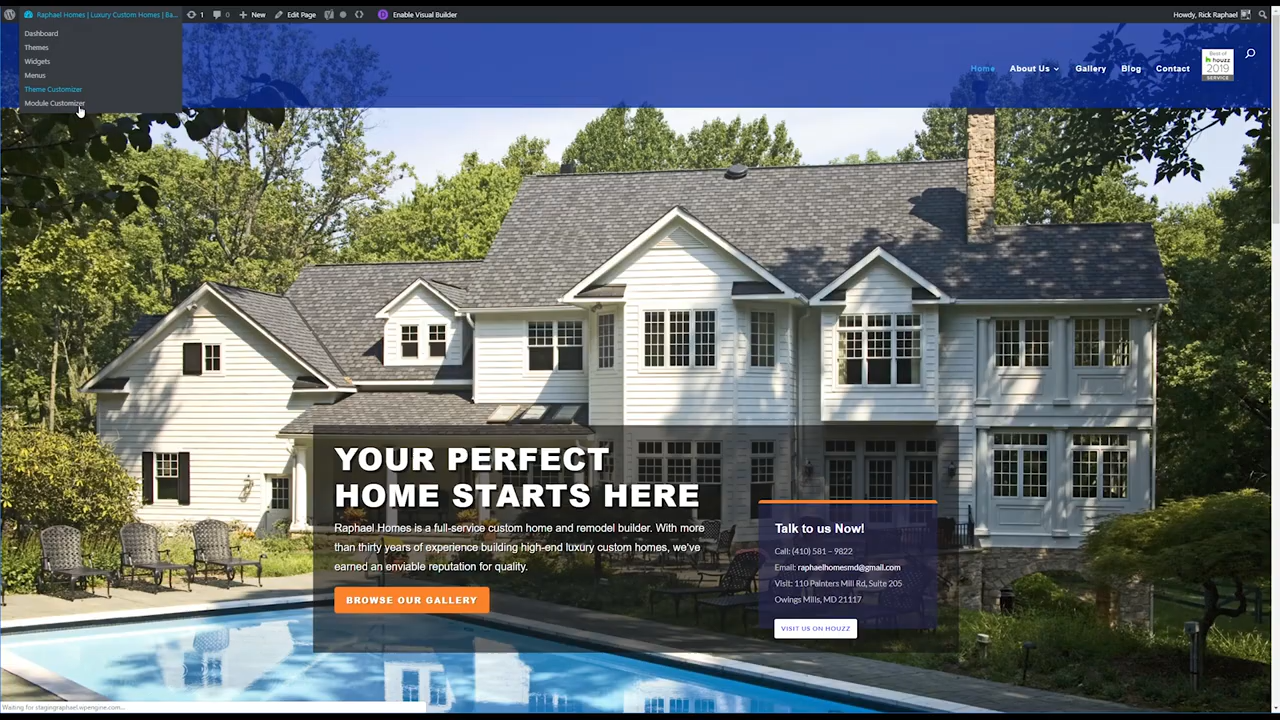 Raphael Homes | Luxury Custom Homes | Ba...
1
0
New
Edit Page
Enable Visual Builder
Howdy, Rick Raphael
Dashboard
Themes
Widgets
Menus
Theme Customizer
Module Customizer
Home
About Us
Gallery
Blog
Contact
Best of
houzz
2019
SERVICE
YOUR PERFECT
HOME STARTS HERE
Raphael Homes is a full-service custom home and remodel builder. With more
than thirty years of experience building high-end luxury custom homes, we've
earned an enviable reputation for quality.
BROWSE OUR GALLERY
Talk to us Now!
Call: (410) 581 – 9822
Email: raphaelhomesmd@gmail.com
Visit: 110 Painters Mill Rd, Suite 205
Owings Mills, MD 21117
VISIT US ON HOUZZ
Waiting for stagingraphael.wpengine.com...